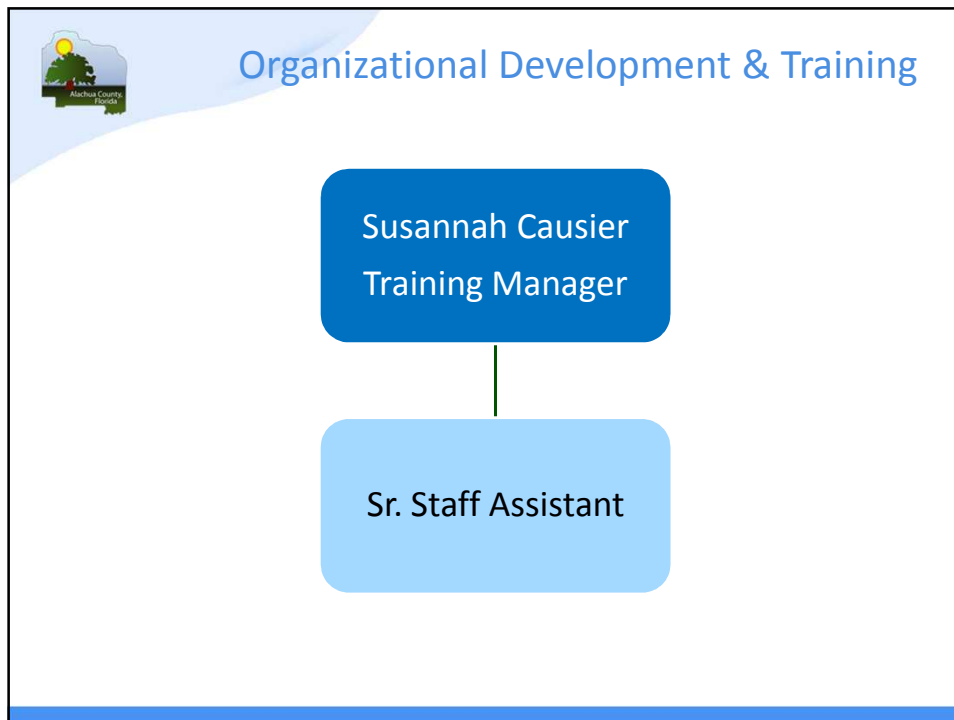 Alachua County,
Florida
Organizational Development & Training
Susannah Causier
Training Manager
Sr. Staff Assistant